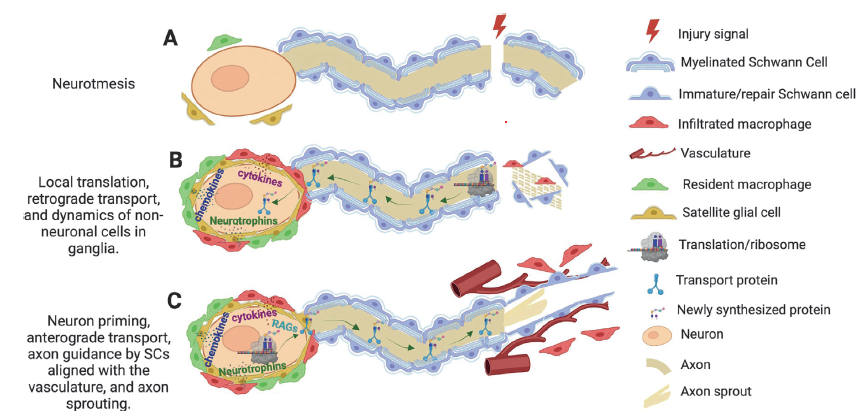 A
Neurotmesis
B
Local translation,
retrograde transport,
and dynamics of non-
neuronal cells in
ganglia.
chemokines
cytokines
Neurotrophins
C
Neuron priming,
anterograde transport,
axon guidance by SCs
aligned with the
vasculature, and axon
sprouting.
chemokines
cytokines
RAGs
Neurotrophins
Injury signal
Myelinated Schwann Cell
Immature/repair Schwann cell
Infiltrated macrophage
Vasculature
Resident macrophage
Satellite glial cell
Translation/ribosome
Transport protein
Newly synthesized protein
Neuron
Axon
Axon sprout